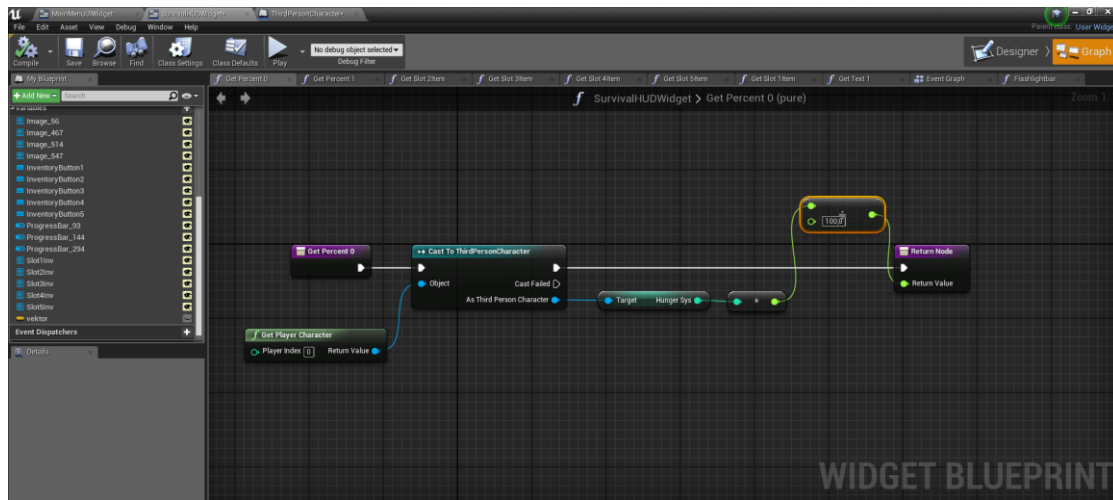 MainMenuUIWidget
SurvivalHUDWidget•
ThirdPersonCharacter•
File Edit Asset View Debug Window Help
Parent class: User Widge
Compile
Save
Browse
Find
Class Settings
Class Defaults
Play
No debug object selected
Debug Filter
Designer
Graph
My Blueprint
Get Percent 0
Get Percent 1
Get Slot 2Item
Get Slot 3Item
Get Slot 4Item
Get Slot 5Item
Get Slot 1Item
Get Text 1
Event Graph
Flashlightbar
+Add New
Search
SurvivalHUDWidget > Get Percent 0 (pure)
Zoom 1:
Variables
Image_56
Image_467
Image_514
Image_547
InventoryButton1
InventoryButton2
InventoryButton3
InventoryButton4
InventoryButton5
ProgressBar_93
ProgressBar_144
ProgressBar_294
Slot1Inv
Slot2Inv
Slot3Inv
Slot4Inv
Slot5Inv
vektor
Event Dispatchers
Details
÷
100,0
Get Percent 0
Cast To ThirdPersonCharacter
Object
Cast Failed
As Third Person Character
Target Hunger Sys
Return Node
Return Value
Get Player Character
Player Index 0 Return Value
WIDGET BLUEPRINT